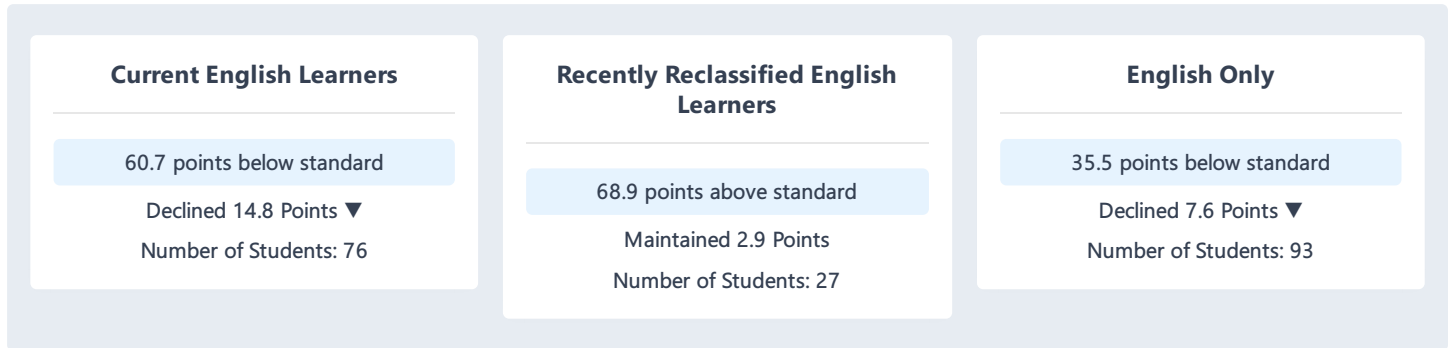 Current English Learners
60.7 points below standard
Declined 14.8 Points ▼
Number of Students: 76
Recently Reclassified English
Learners
68.9 points above standard
Maintained 2.9 Points
Number of Students: 27
English Only
35.5 points below standard
Declined 7.6 Points ▼
Number of Students: 93